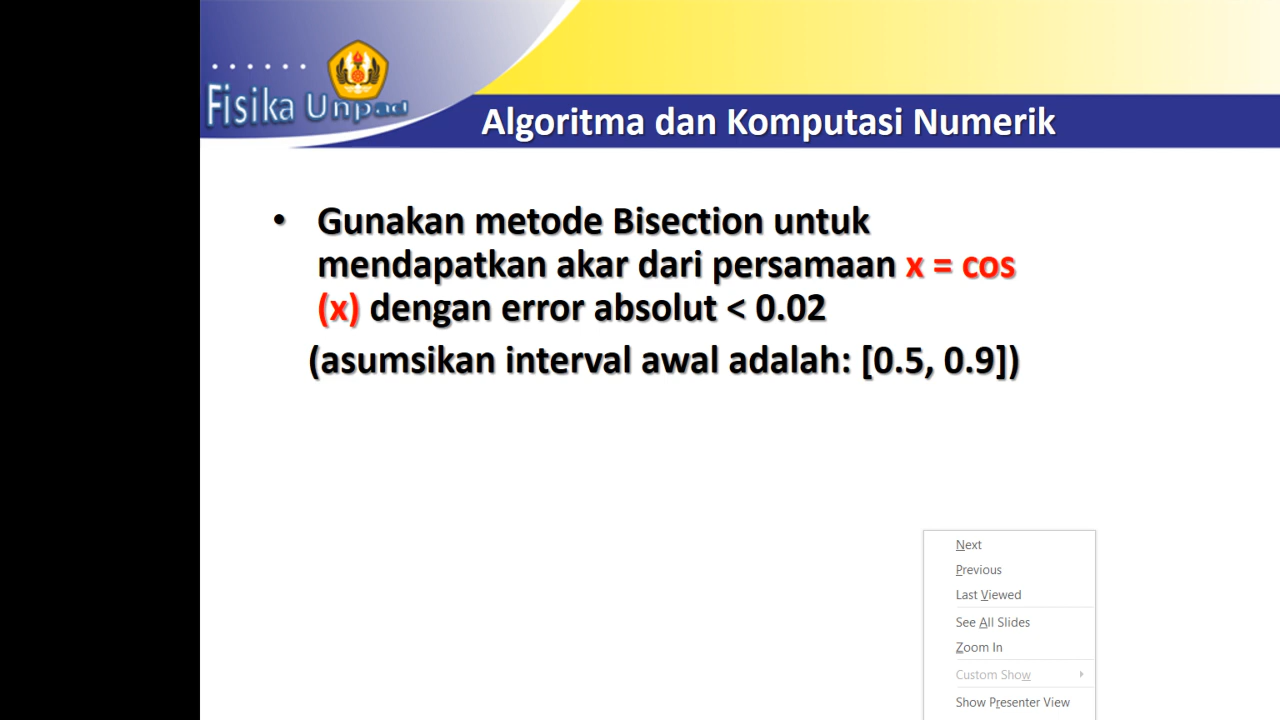 Fisika Unpad
Algoritma dan Komputasi Numerik
• Gunakan metode Bisection untuk
mendapatkan akar dari persamaan x = cos
(x) dengan error absolut < 0.02
(asumsikan interval awal adalah: [0.5, 0.9])
Next
Previous
Last Viewed
See All Slides
Zoom In
Custom Show
Show Presenter View